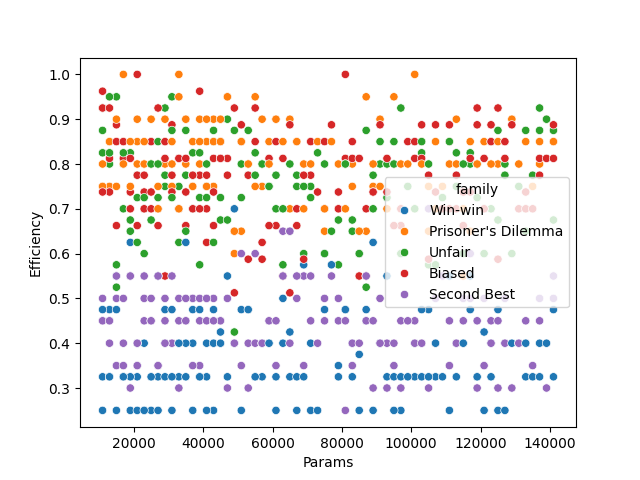 1.0
0.9
0.8
0.7
0.6
0.5
0.4
0.3
Efficiency
family
Win-win
Prisoner's Dilemma
Unfair
Biased
Second Best
20000 40000 60000 80000 100000 120000 140000
Params